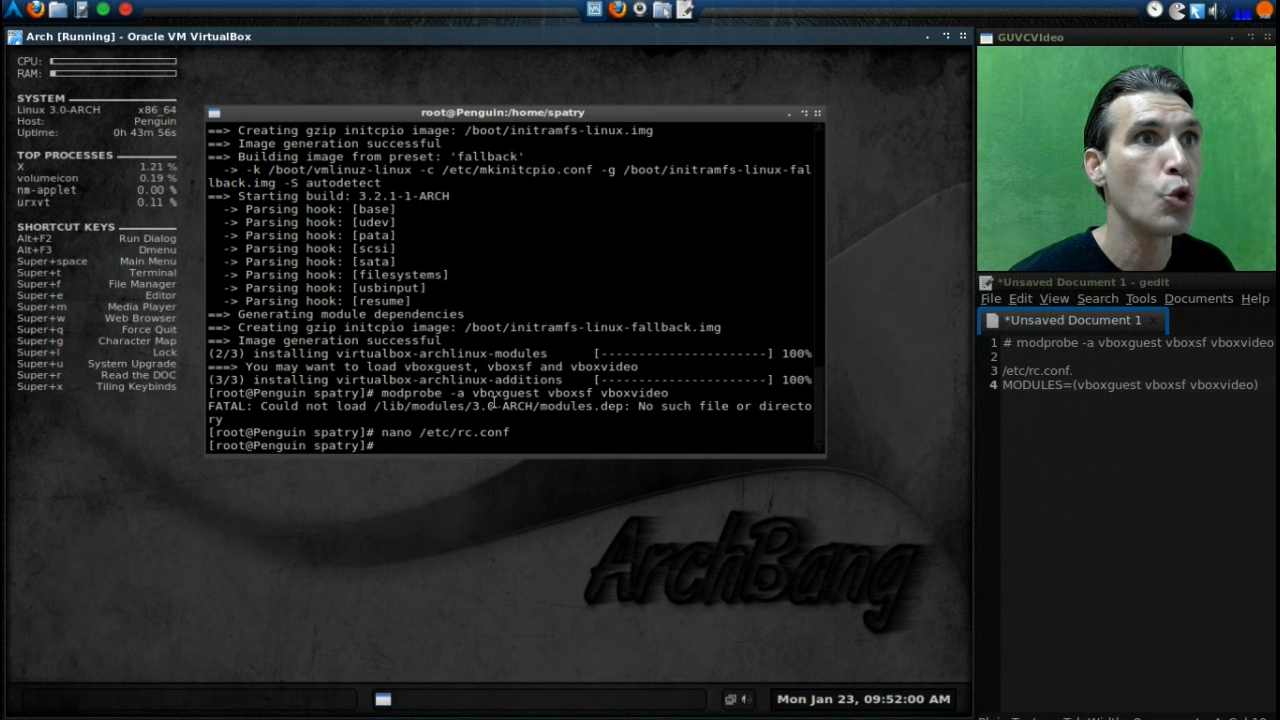 Arch [Running] - Oracle VM VirtualBox
CPU:
RAM:
SYSTEM
Linux 3.0-ARCH x86_64
Host: Penguin
Uptime: 0h 43m 56s
TOP PROCESSES
X 1.21 %
volumeicon 0.19 %
nm-applet 0.00 %
urxvt 0.11 %
SHORTCUT KEYS
Alt+F2 Run Dialog
Alt+F3 Dmenu
Super+space Main Menu
Super+t Terminal
Super+f File Manager
Super+e Editor
Super+m Media Player
Super+w Web Browser
Super+q Force Quit
Super+g Character Map
Super+l Lock
Super+u System Upgrade
Super+r Read the DOC
Super+x Tiling Keybinds
root@Penguin:/home/spatry
==> Creating gzip initcpio image: /boot/initramfs-linux.img
==> Image generation successful
==> Building image from preset: 'fallback'
-> -k /boot/vmlinuz-linux -c /etc/mkinitcpio.conf -g /boot/initramfs-linux-fal
lback.img -S autodetect
==> Starting build: 3.2.1-1-ARCH
-> Parsing hook: [base]
-> Parsing hook: [udev]
-> Parsing hook: [pata]
-> Parsing hook: [scsi]
-> Parsing hook: [sata]
-> Parsing hook: [filesystems]
-> Parsing hook: [usbinput]
-> Parsing hook: [resume]
==> Generating module dependencies
==> Creating gzip initcpio image: /boot/initramfs-linux-fallback.img
==> Image generation successful
(2/3) installing virtualbox-archlinux-modules [----------------------] 100%
===> You may want to load vboxguest, vboxsf and vboxvideo
(3/3) installing virtualbox-archlinux-additions [----------------------] 100%
[root@Penguin spatry]# modprobe -a vboxguest vboxsf vboxvideo
FATAL: Could not load /lib/modules/3.0-ARCH/modules.dep: No such file or directo
ry
[root@Penguin spatry]# nano /etc/rc.conf
[root@Penguin spatry]#
ArchBang
Mon Jan 23, 09:52:00 AM
GUVCVideo
*Unsaved Document 1 - gedit
File Edit View Search Tools Documents Help
*Unsaved Document 1
1 # modprobe -a vboxguest vboxsf vboxvideo
2
3 /etc/rc.conf.
4 MODULES=(vboxguest vboxsf vboxvideo)